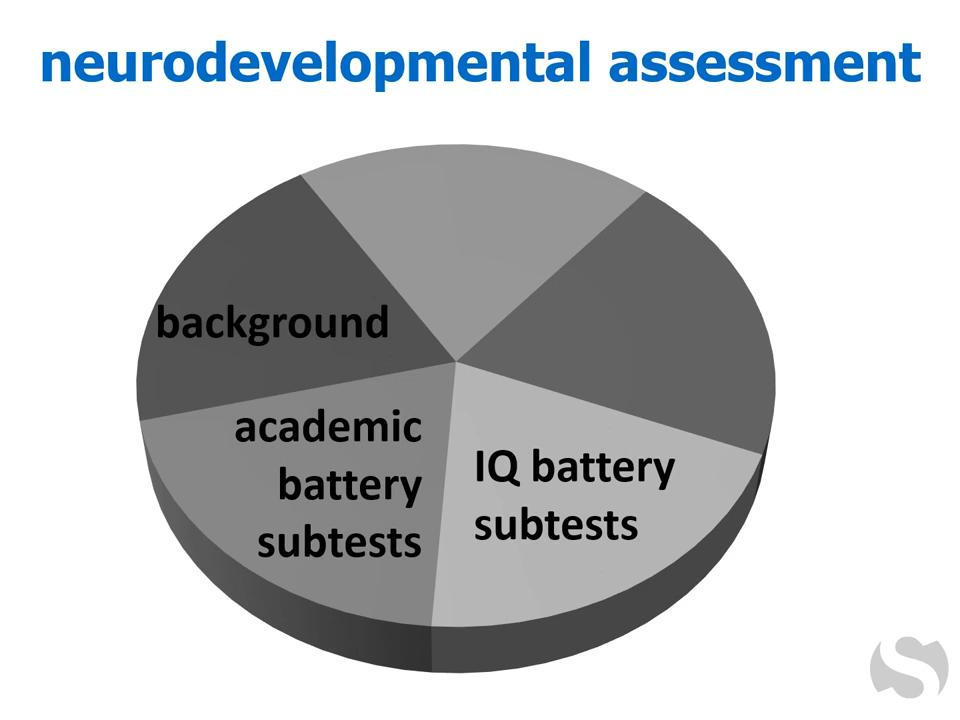 neurodevelopmental assessment
background
academic
battery
subtests
IQ battery
subtests